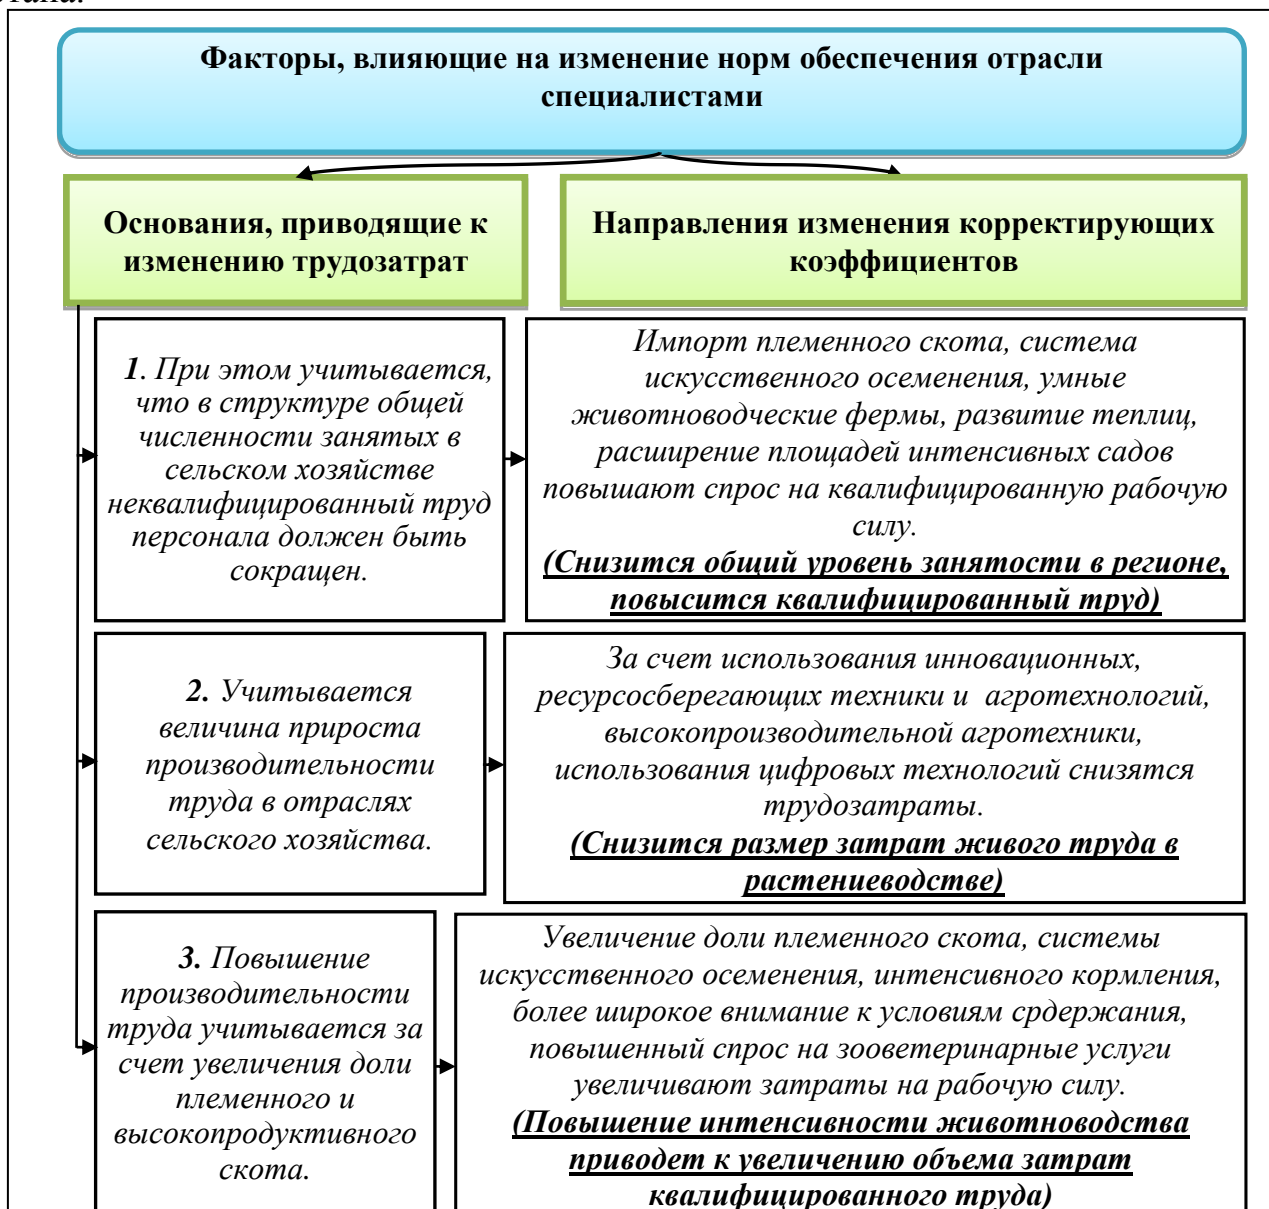 Факторы, влияющие на изменение норм обеспечения отрасли
специалистами
Основания, приводящие к
изменению трудозатрат
Направления изменения корректирующих
коэффициентов
1. При этом учитывается,
что в структуре общей
численности занятых в
сельском хозяйстве
неквалифицированный труд
персонала должен быть
сокращен.
Импорт племенного скота, система
искусственного осеменения, умные
животноводческие фермы, развитие теплиц,
расширение площадей интенсивных садов
повышают спрос на квалифицированную рабочую
силу.
(Снизится общий уровень занятости в регионе,
повысится квалифицированный труд)
2. Учитывается
величина прироста
производительности
труда в отраслях
сельского хозяйства.
За счет использования инновационных,
ресурсосберегающих техники и агротехнологий,
высокопроизводительной агротехники,
использования цифровых технологий снизятся
трудозатраты.
(Снизится размер затрат живого труда в
растениеводстве)
3. Повышение
производительности
труда учитывается за
счет увеличения доли
племенного и
высокопродуктивного
скота.
Увеличение доли племенного скота, системы
искусственного осеменения, интенсивного кормления,
более широкое внимание к условиям срдержания,
повышенный спрос на зооветеринарные услуги
увеличивают затраты на рабочую силу.
(Повышение интенсивности животноводства
приводет к увеличению объема затрат
квалифицированного труда)